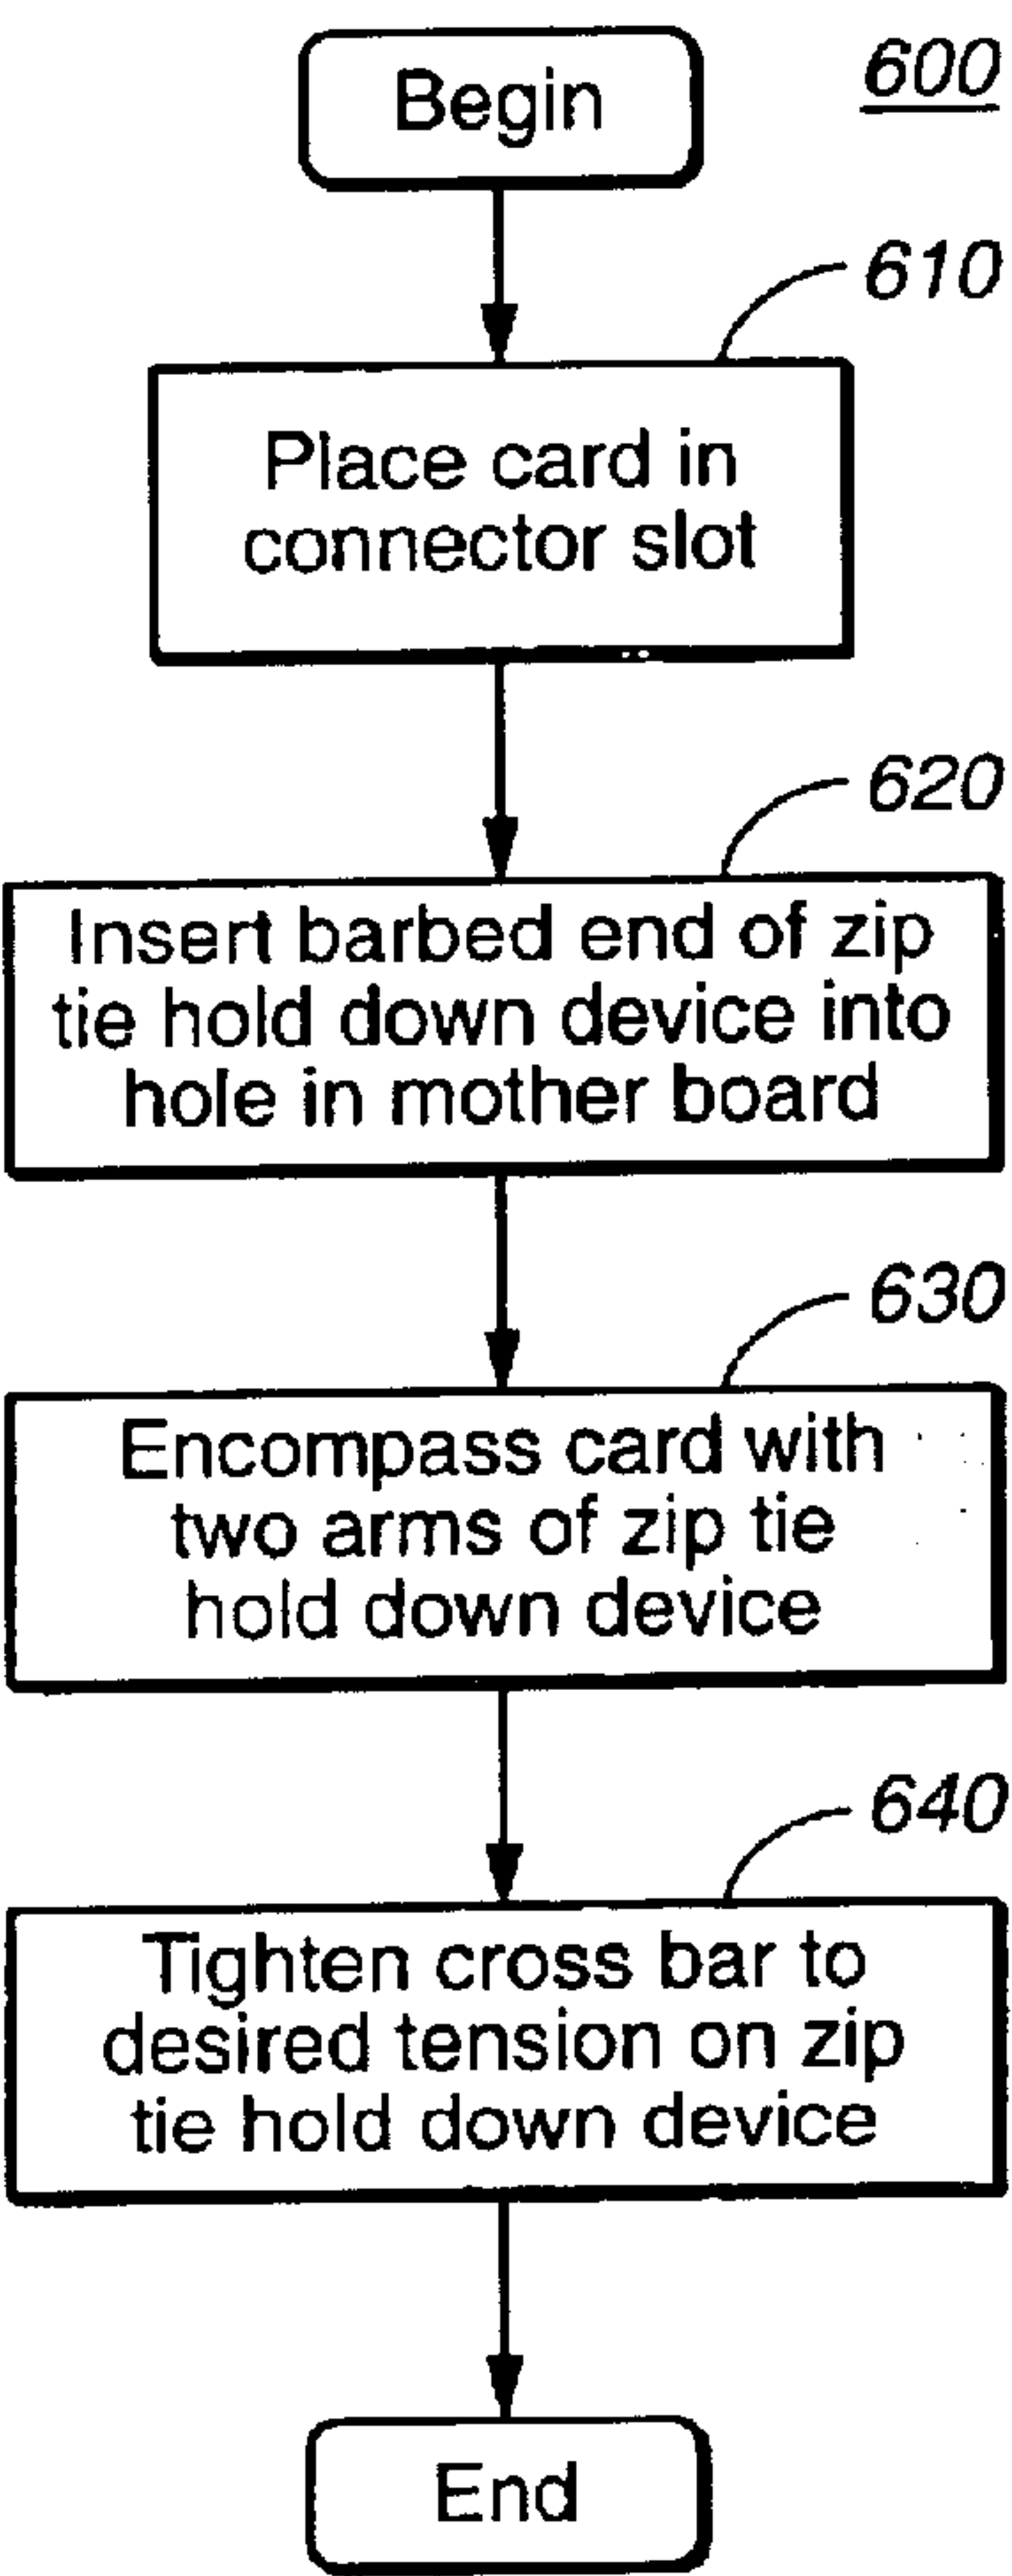 Begin
600
610
Place card in
connector slot
620
Insert barbed end of zip
tie hold down device into
hole in mother board
630
Encompass card with
two arms of zip tie
hold down device
640
Tighten cross bar to
desired tension on zip
tie hold down device
End